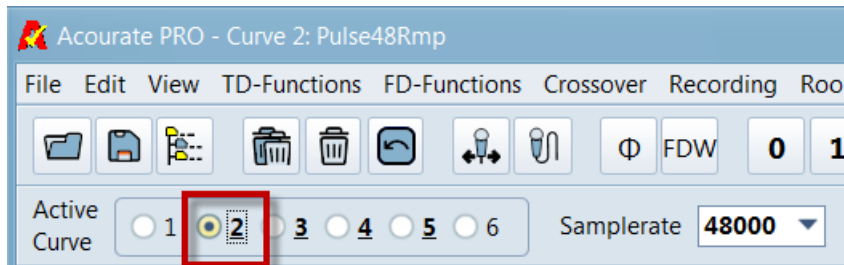 Acourate PRO - Curve 2: Pulse48Rmp
File Edit View TD-Functions FD-Functions Crossover Recording Roo
Φ FDW 0 1
Active Curve 1 2 3 4 5 6 Samplerate 48000